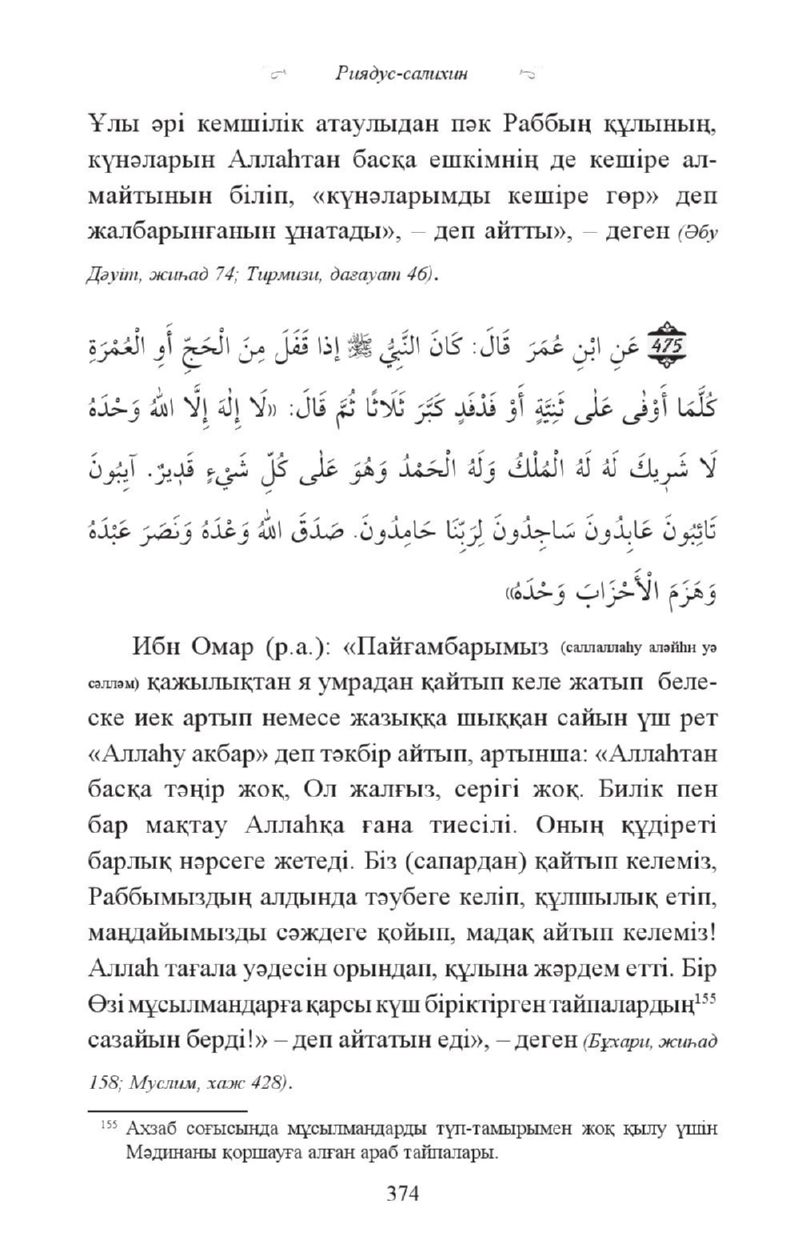 Риядус-салихин
Ұлы әрі кемшілік атаулыдан пәк Раббың құлының,
күнәларын Аллаһтан басқа ешкімнің де кешіре ал-
майтынын біліп, «күнәларымды кешіре гөр» деп
жалбарынғанын ұнатады», – деп айтты», – деген (Әбу
Дәуіт, жиһад 74; Тирмизи, дағауат 46).
475 عَنِ ابْنِ عُمَرَ قَالَ: كَانَ النَّبِيُّ ﷺ إذا قَفَلَ مِنَ الْحَجِّ أَوِ الْعُمْرَةِ
كُلَّمَا أَوْفٰى عَلٰى ثَنِيَّةٍ أَوْ فَدْفَدٍ كَبَّرَ ثَلَاثًا ثُمَّ قَالَ: «لَا إِلٰهَ إِلَّا اللهُ وَحْدَهُ
لَا شَرِيكَ لَهُ لَهُ الْمُلْكُ وَلَهُ الْحَمْدُ وَهُوَ عَلٰى كُلِّ شَيْءٍ قَدِيرٌ. آيِبُونَ
تَائِبُونَ عَابِدُونَ سَاجِدُونَ لِرَبِّنَا حَامِدُونَ. صَدَقَ اللهُ وَعْدَهُ وَنَصَرَ عَبْدَهُ
وَهَزَمَ الْأَحْزَابَ وَحْدَهُ»
Ибн Омар (р.а.): «Пайғамбарымыз (саллаллаһу аләйһи уә
сәлләм) қажылықтан я умрадан қайтып келе жатып беле-
ске иек артып немесе жазыққа шыққан сайын үш рет
«Аллаһу акбар» деп тәкбір айтып, артынша: «Аллаһтан
басқа тәңір жоқ, Ол жалғыз, серігі жоқ. Билік пен
бар мақтау Аллаһқа ғана тиесілі. Оның құдіреті
барлық нәрсеге жетеді. Біз (сапардан) қайтып келеміз,
Раббымыздың алдында тәубеге келіп, құлшылық етіп,
маңдайымызды сәждеге қойып, мадақ айтып келеміз!
Аллаһ тағала уәдесін орындап, құлына жәрдем етті. Бір
Өзі мұсылмандарға қарсы күш біріктірген тайпалардың¹⁵⁵
сазайын берді!» – деп айтатын еді», – деген (Бұхари, жиһад
158; Муслим, хаж 428).
¹⁵⁵ Ахзаб соғысында мұсылмандарды түп-тамырымен жоқ қылу үшін
Мәдинаны қоршауға алған араб тайпалары.
374